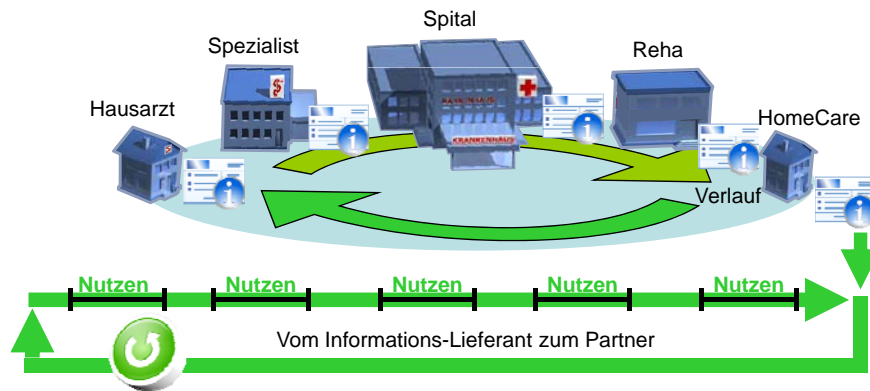 Spital
Spezialist
Reha
Hausarzt
HomeCare
KRANKENHAUS
Verlauf
Nutzen Nutzen Nutzen Nutzen Nutzen
Vom Informations-Lieferant zum Partner